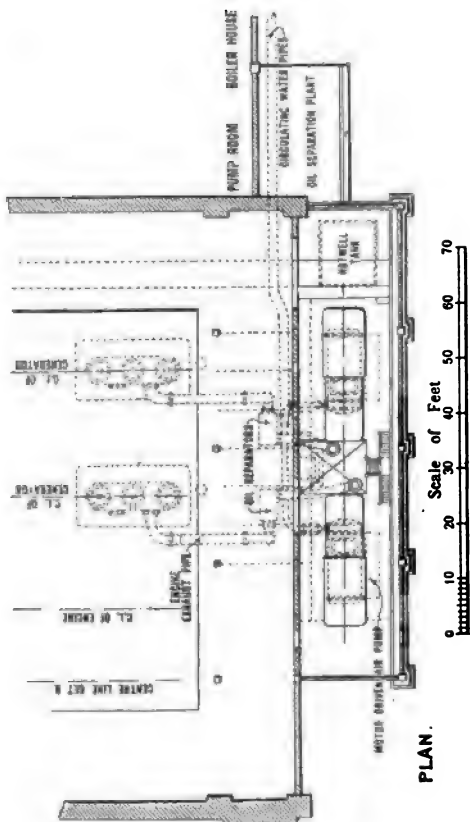 BOILER HOUSE
PUMP ROOM
CIRCULATING WATER PIPES
OIL SEPARATION PLANT
HOTWELL
TANK
C.L. OF
GENERATOR
C.L. OF
GENERATOR
OIL SEPARATORS
ENGINE
EXHAUST PIPE
C.L. OF ENGINE
CENTRE LINE
MOTOR DRIVEN AIR PUMP
PLAN.
0 10 20 30 40 50 60 70
Scale of Feet